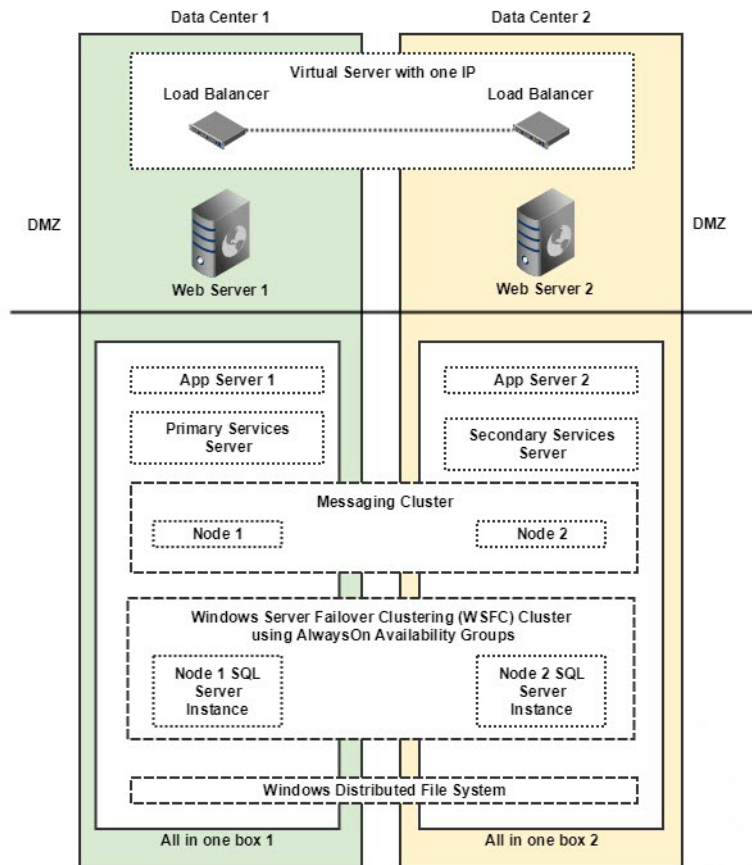 Data Center 1
Data Center 2
Virtual Server with one IP
Load Balancer
Load Balancer
DMZ
DMZ
Web Server 1
Web Server 2
App Server 1
App Server 2
Primary Services
Server
Secondary Services
Server
Messaging Cluster
Node 1
Node 2
Windows Server Failover Clustering (WSFC) Cluster
using AlwaysOn Availability Groups
Node 1 SQL
Server
Instance
Node 2 SQL
Server
Instance
Windows Distributed File System
All in one box 1
All in one box 2